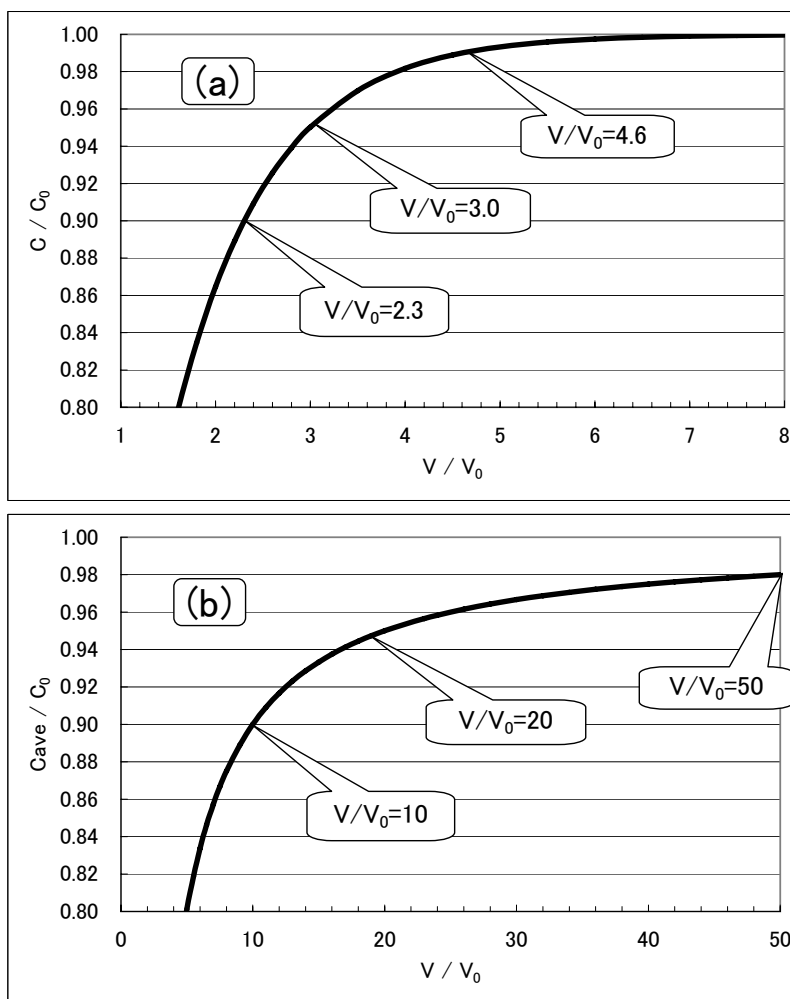 1.00
(a)
0.98
0.96
V/V₀=4.6
0.94
0.92
V/V₀=3.0
0.90
0.88
0.86
V/V₀=2.3
0.84
0.82
0.80
C / C₀
1 2 3 4 5 6 7 8
V / V₀
1.00
0.98
(b)
0.96
0.94
0.92
V/V₀=50
0.90
V/V₀=20
0.88
0.86
V/V₀=10
0.84
0.82
0.80
Cave / C₀
0 10 20 30 40 50
V / V₀